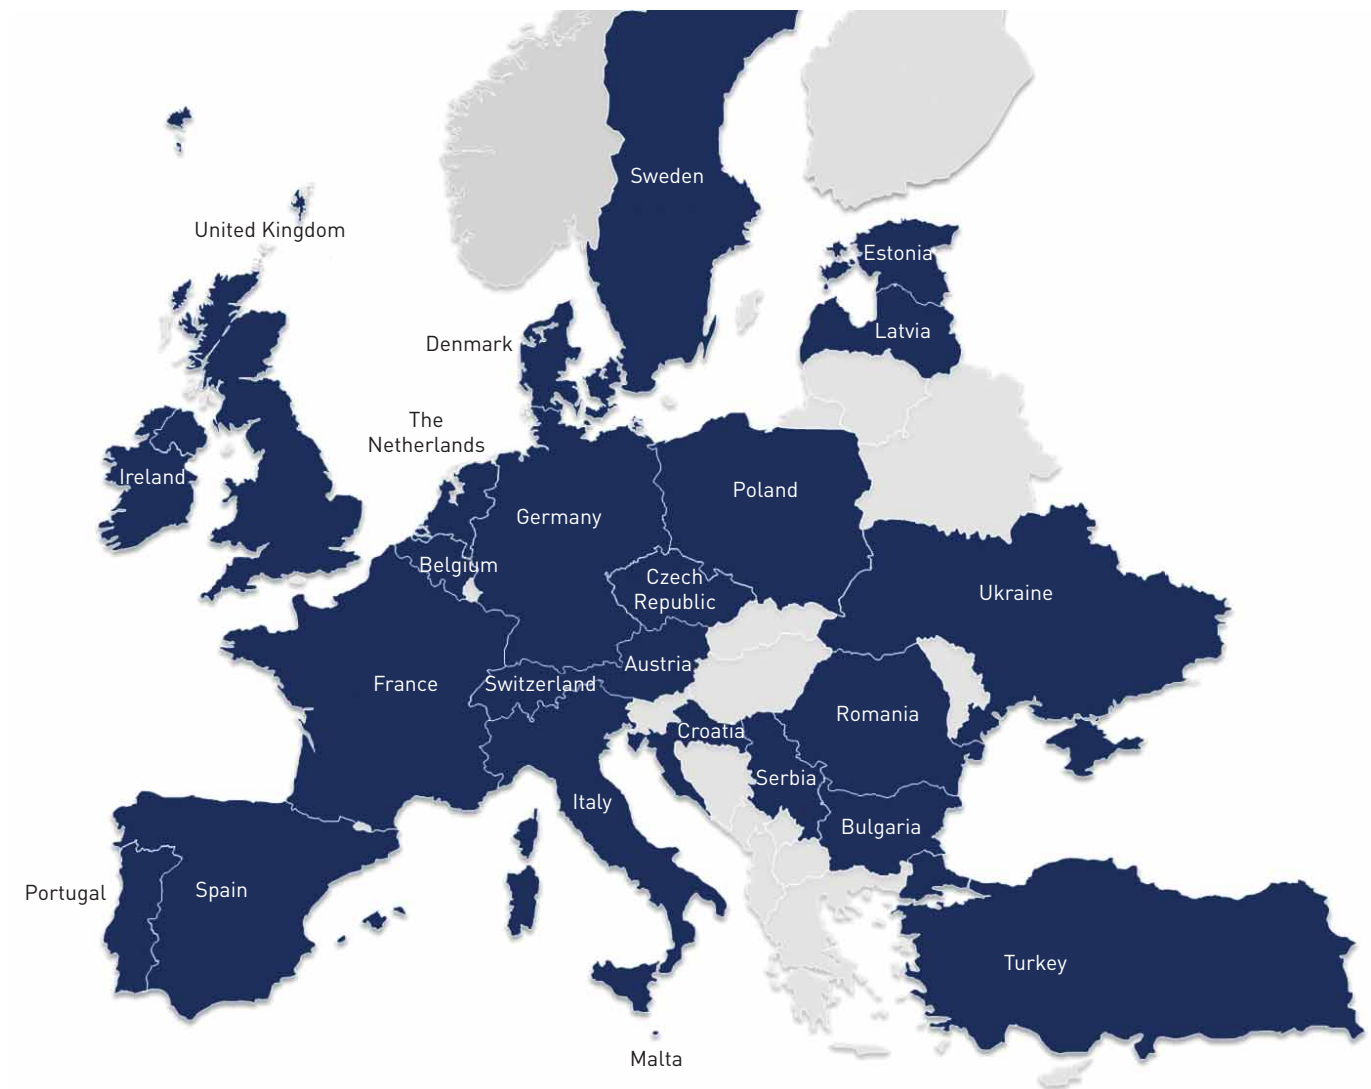 Sweden
United Kingdom
Estonia
Latvia
Denmark
The
Netherlands
Ireland
Poland
Germany
Belgium
Czech
Republic
Ukraine
Austria
France
Switzerland
Romania
Croatia
Serbia
Italy
Bulgaria
Portugal
Spain
Turkey
Malta